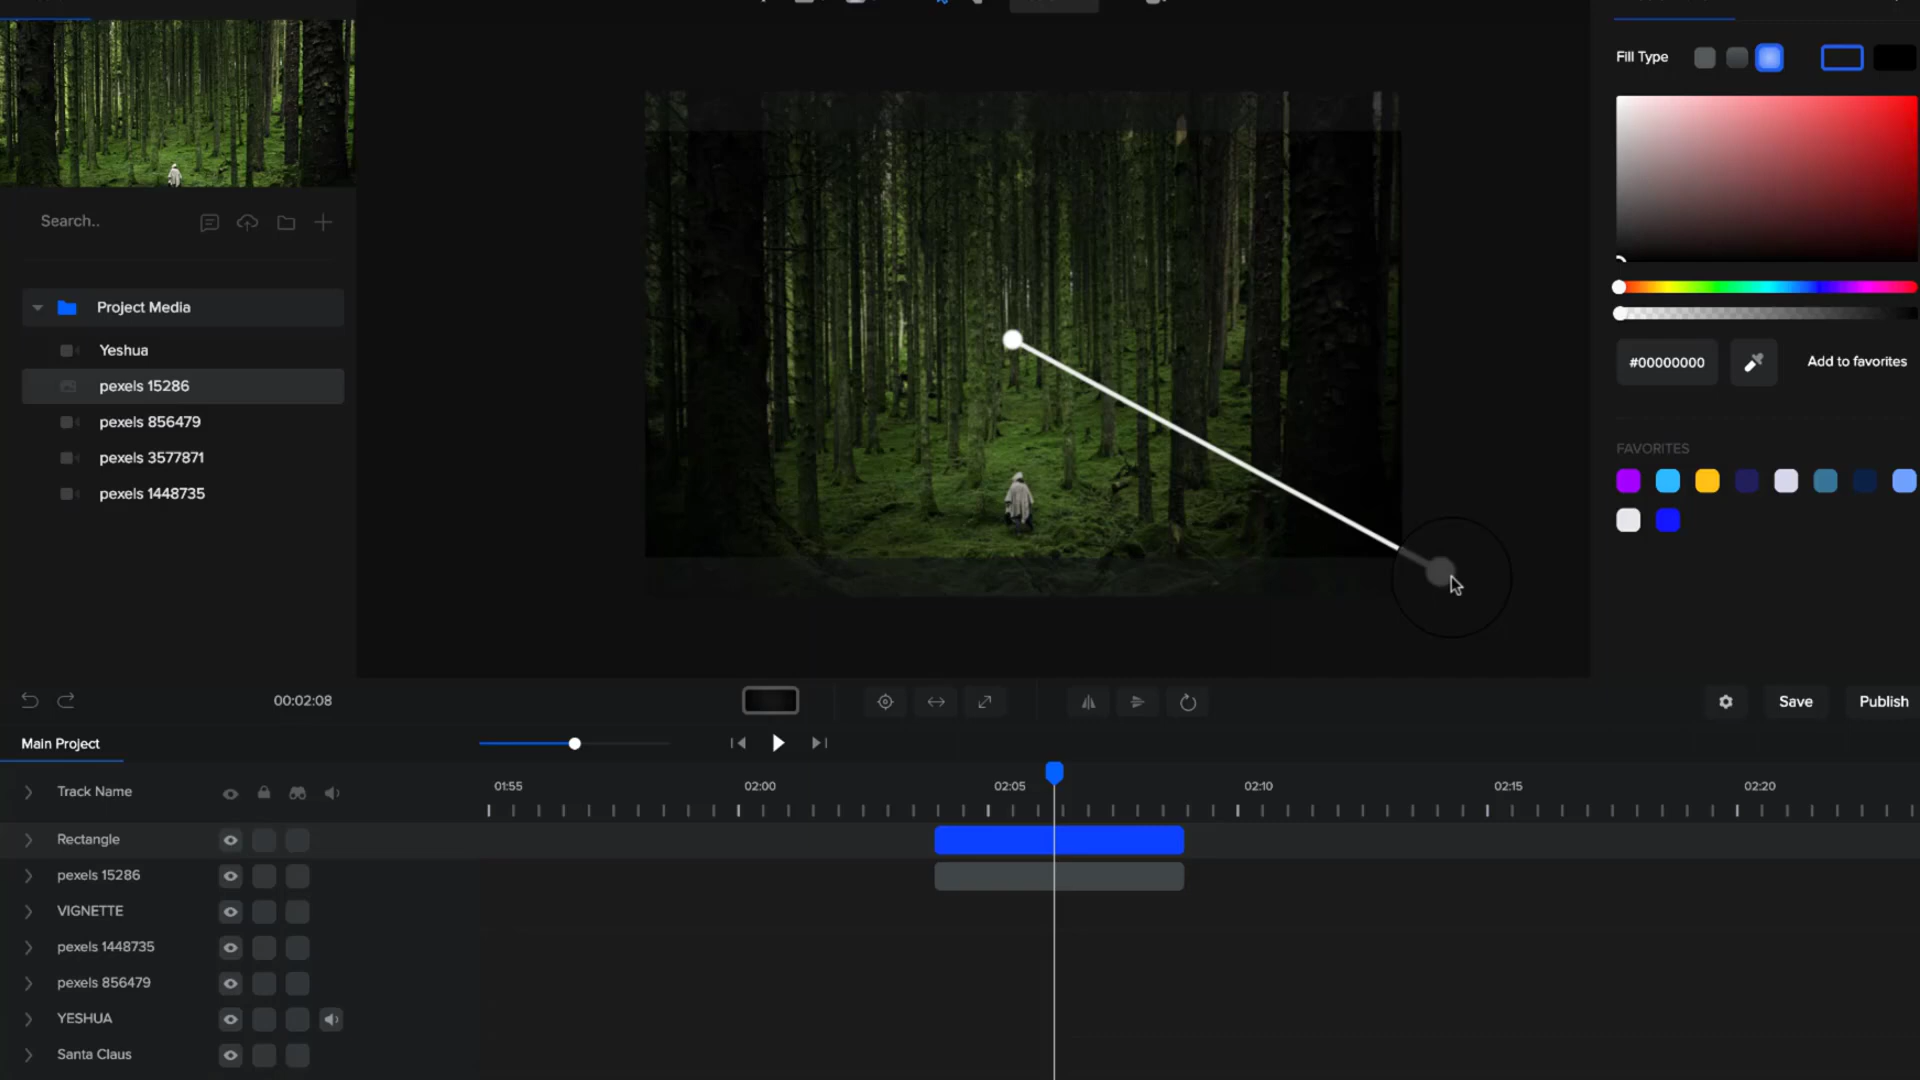 Fill Type
Search..
Project Media
Yeshua
pexels 15286
pexels 856479
pexels 3577871
pexels 1448735
#00000000
Add to favorites
FAVORITES
00:02:08
Save
Publish
Main Project
Track Name
01:55
02:00
02:05
02:10
02:15
02:20
Rectangle
pexels 15286
VIGNETTE
pexels 1448735
pexels 856479
YESHUA
Santa Claus